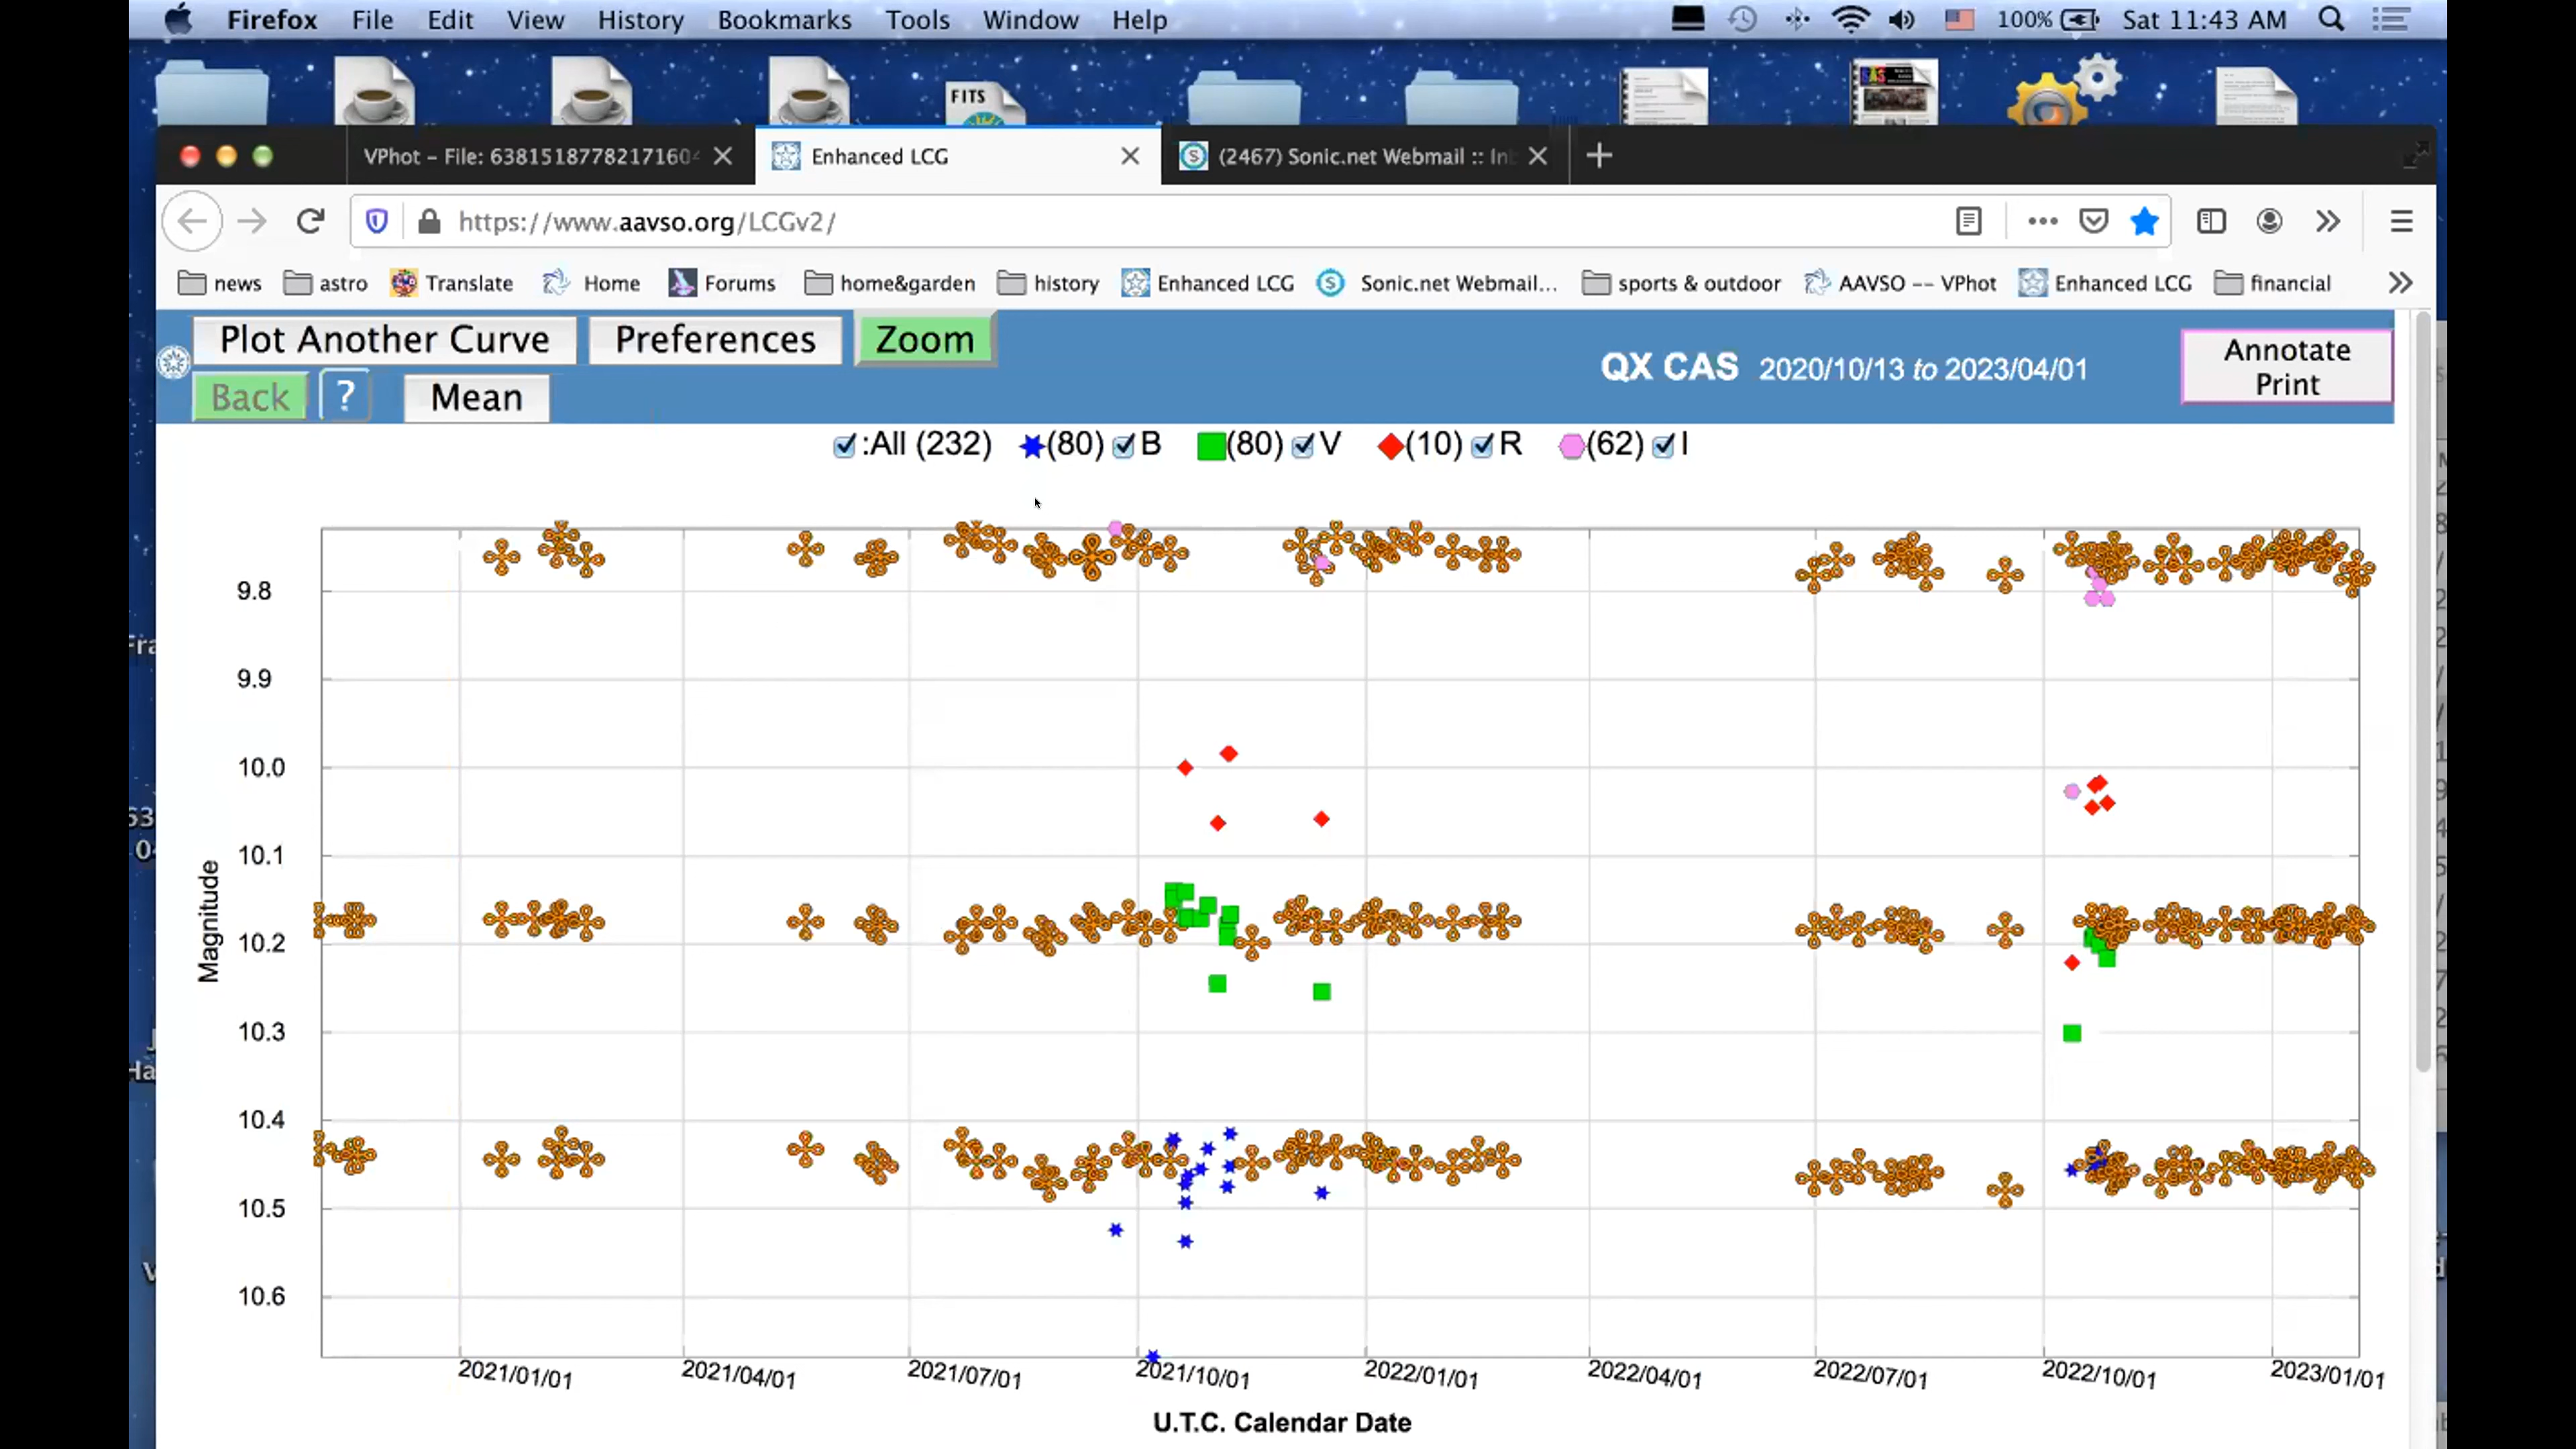 Firefox File Edit View History Bookmarks Tools Window Help 100% Sat 11:43 AM
FITS
SAS
VPhot – File: 63815187782171604
Enhanced LCG
(2467) Sonic.net Webmail :: In
https://www.aavso.org/LCGv2/
news astro Translate Home Forums home&garden history Enhanced LCG Sonic.net Webmail... sports & outdoor AAVSO -- VPhot Enhanced LCG financial
Plot Another Curve Preferences Zoom
Back ? Mean
QX CAS 2020/10/13 to 2023/04/01
Annotate
Print
:All (232) (80) B (80) V (10) R (62) I
9.8
9.9
10.0
10.1
10.2
10.3
10.4
10.5
10.6
Magnitude
2021/01/01 2021/04/01 2021/07/01 2021/10/01 2022/01/01 2022/04/01 2022/07/01 2022/10/01 2023/01/01
U.T.C. Calendar Date
Fra
63
04
Ha